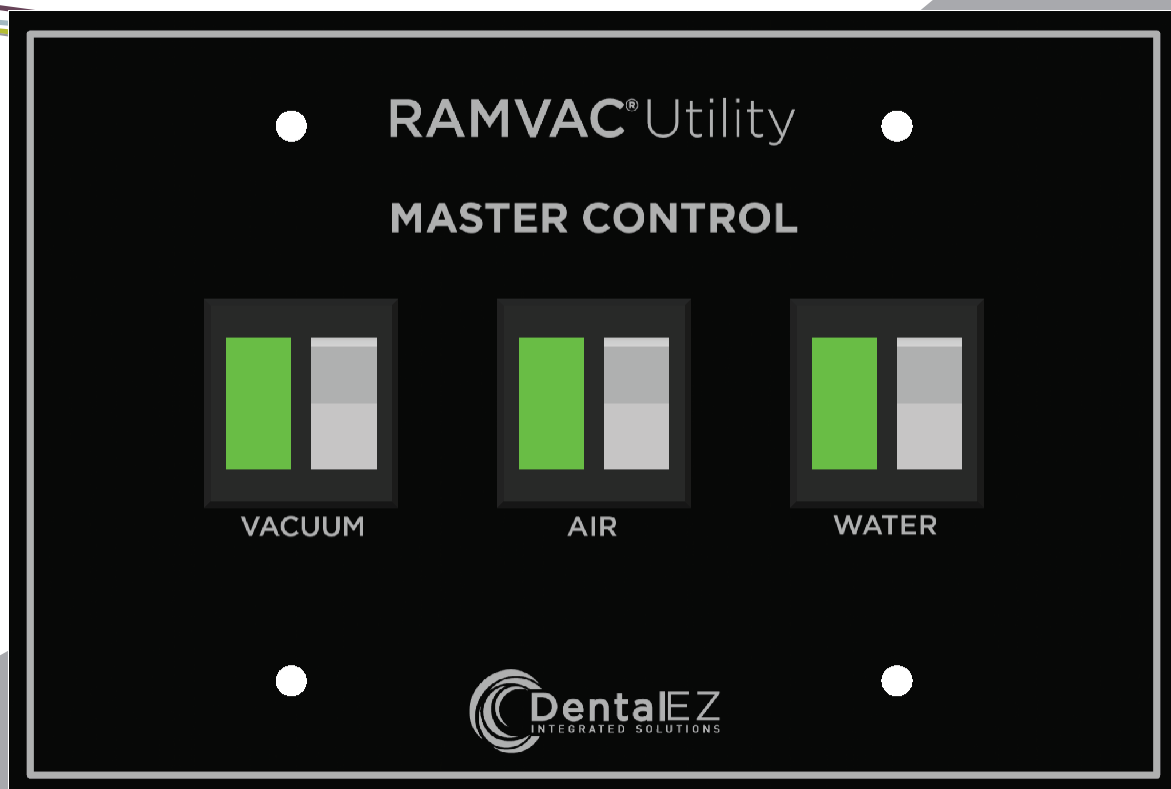 RAMVAC® Utility
MASTER CONTROL
VACUUM
AIR
WATER
DentalEZ
INTEGRATED SOLUTIONS